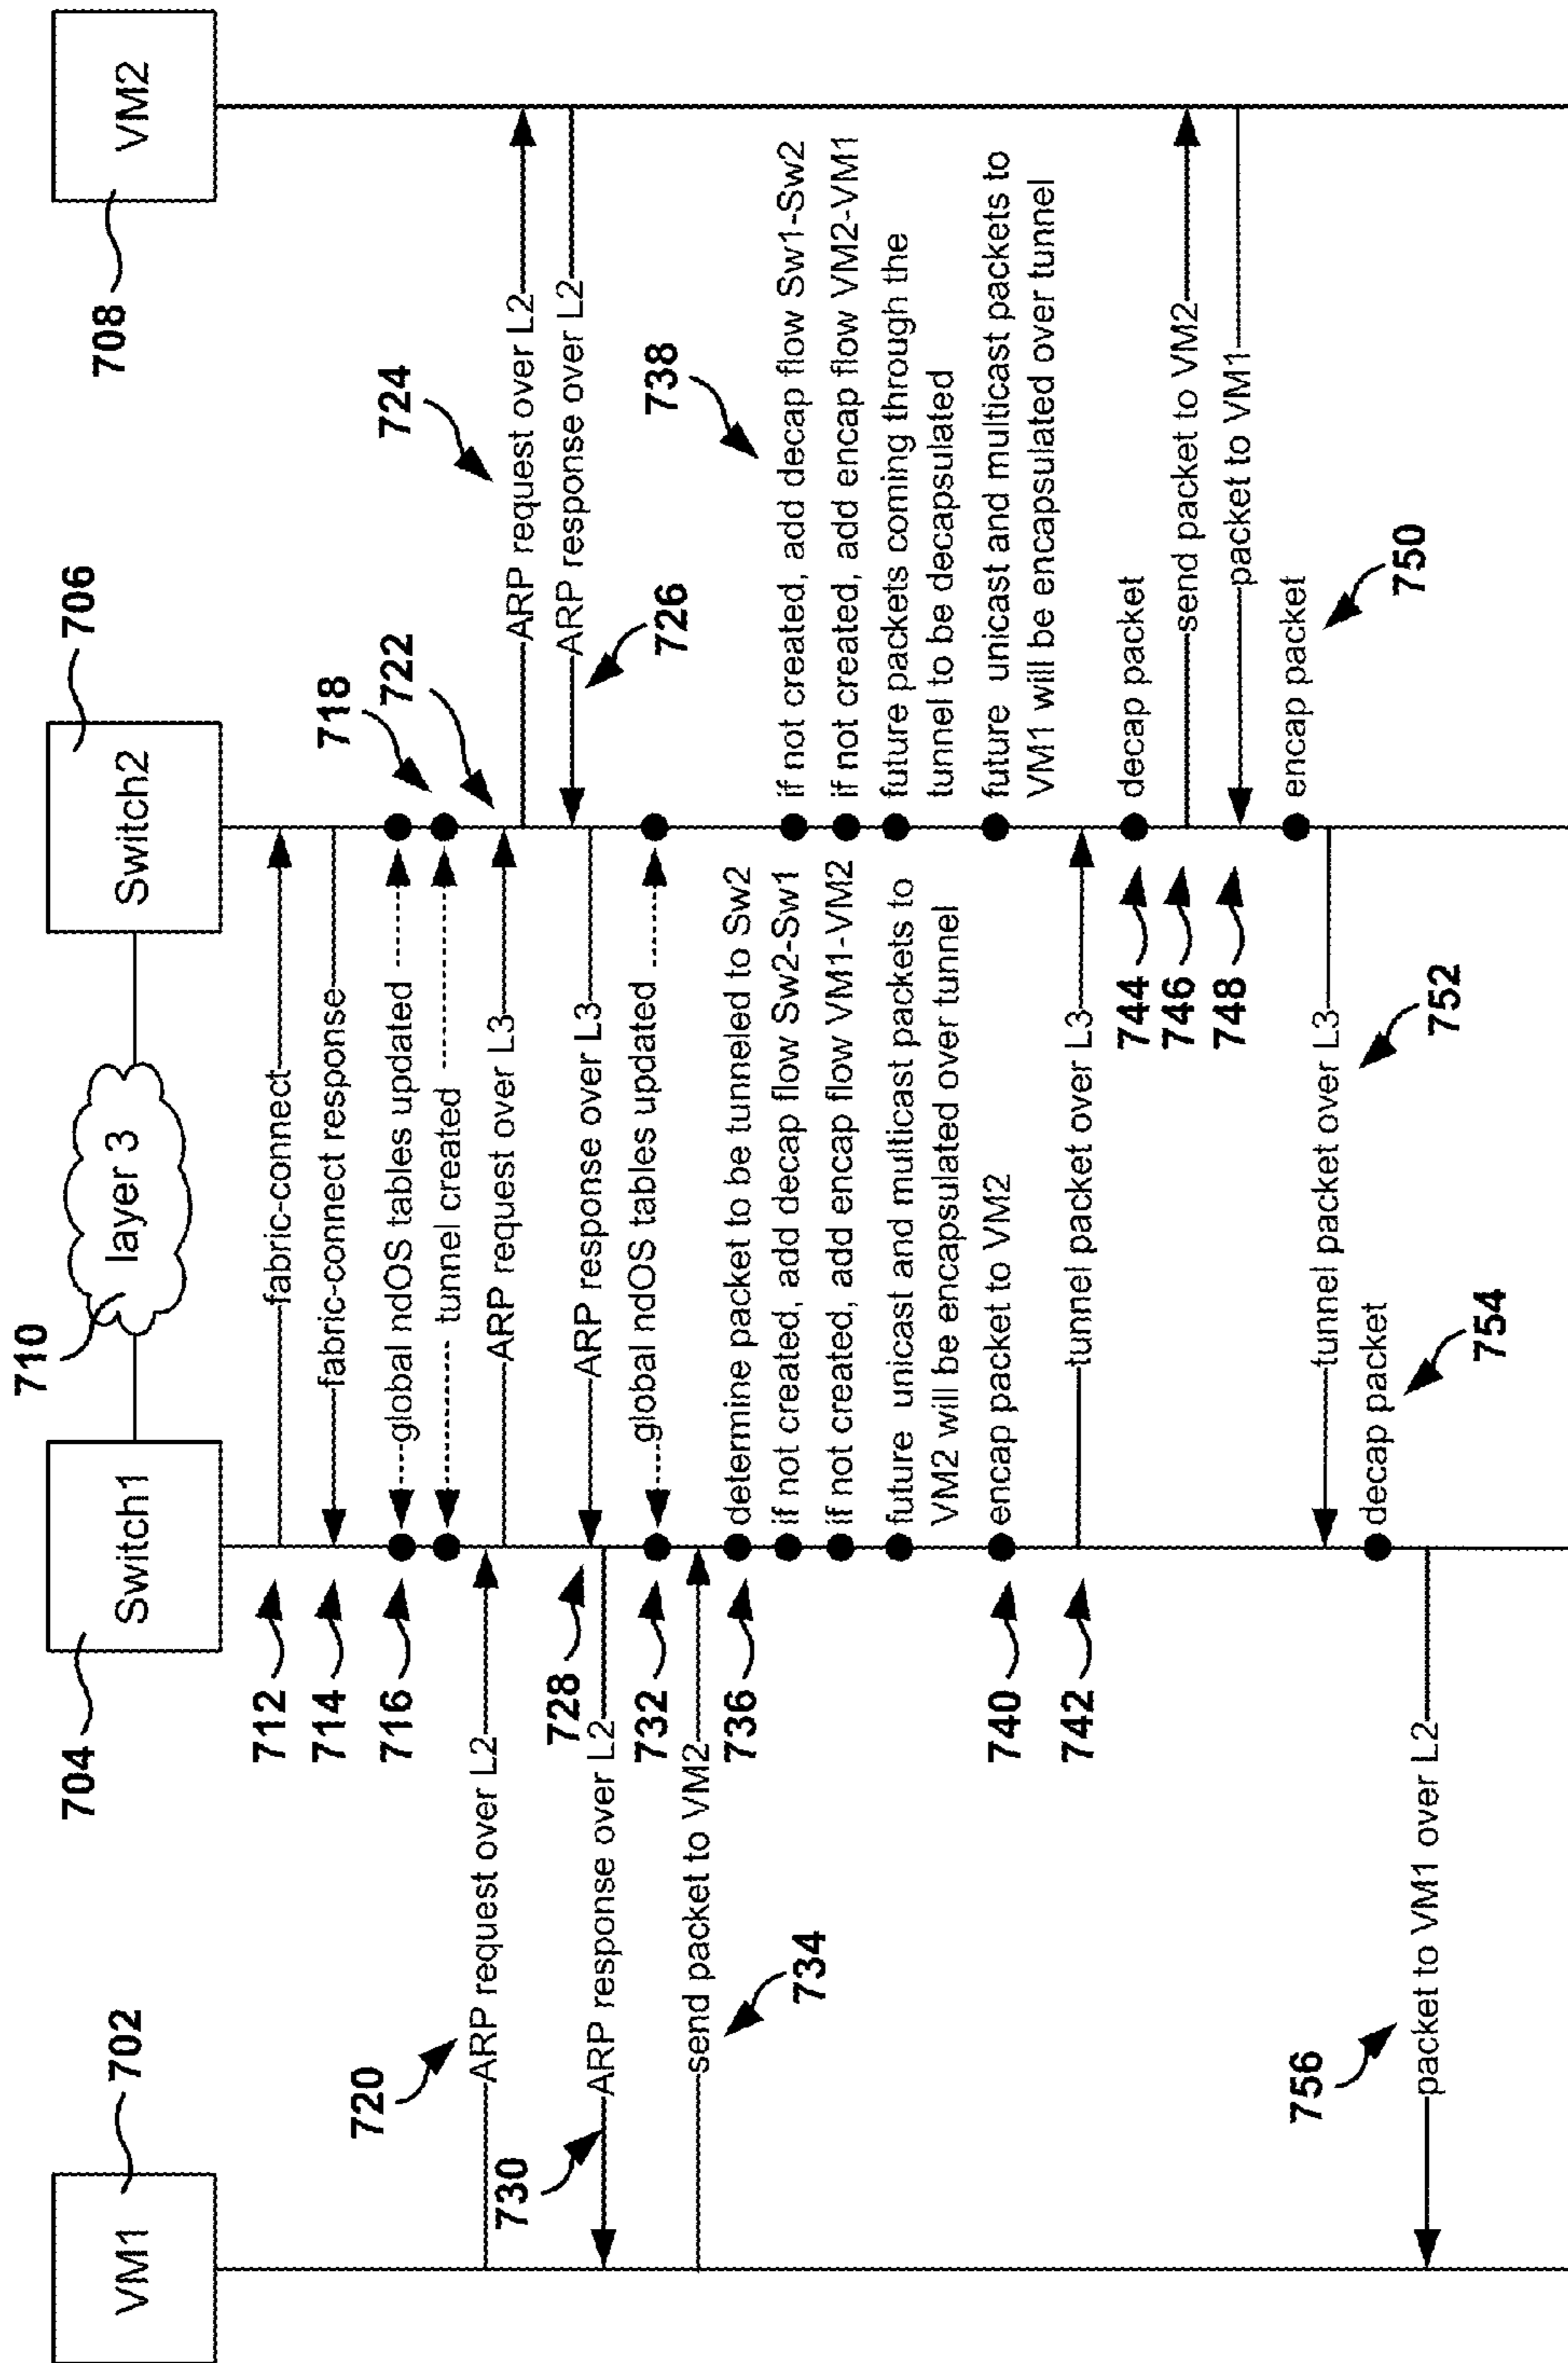 VM1
702
Switch1
704
layer 3
710
Switch2
706
VM2
708
712
fabric-connect
714
fabric-connect response
716
global ndOS tables updated
718
tunnel created
720
ARP request over L2
ARP request over L3
722
724
ARP request over L2
726
ARP response over L2
728
ARP response over L3
730
ARP response over L2
732
global ndOS tables updated
734
send packet to VM2
736
determine packet to be tunneled to Sw2
if not created, add decap flow Sw2-Sw1
if not created, add encap flow VM1-VM2
future unicast and multicast packets to
VM2 will be encapsulated over tunnel
738
if not created, add decap flow Sw1-Sw2
if not created, add encap flow VM2-VM1
future packets coming through the
tunnel to be decapsulated
future unicast and multicast packets to
VM1 will be encapsulated over tunnel
740
encap packet to VM2
742
tunnel packet over L3
744
decap packet
746
send packet to VM2
748
packet to VM1
750
encap packet
752
tunnel packet over L3
754
decap packet
756
packet to VM1 over L2